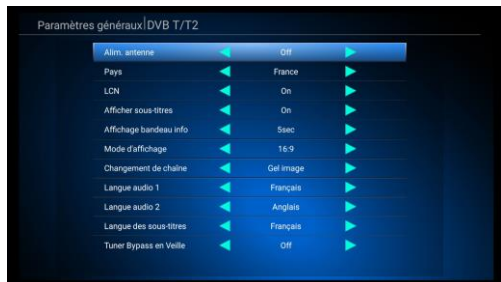 Paramètres généraux|DVB T/T2
Alim. antenne Off
Pays France
LCN On
Afficher sous-titres On
Affichage bandeau info 5sec
Mode d'affichage 16:9
Changement de chaîne Gel image
Langue audio 1 Français
Langue audio 2 Anglais
Langue des sous-titres Français
Tuner Bypass en Veille Off